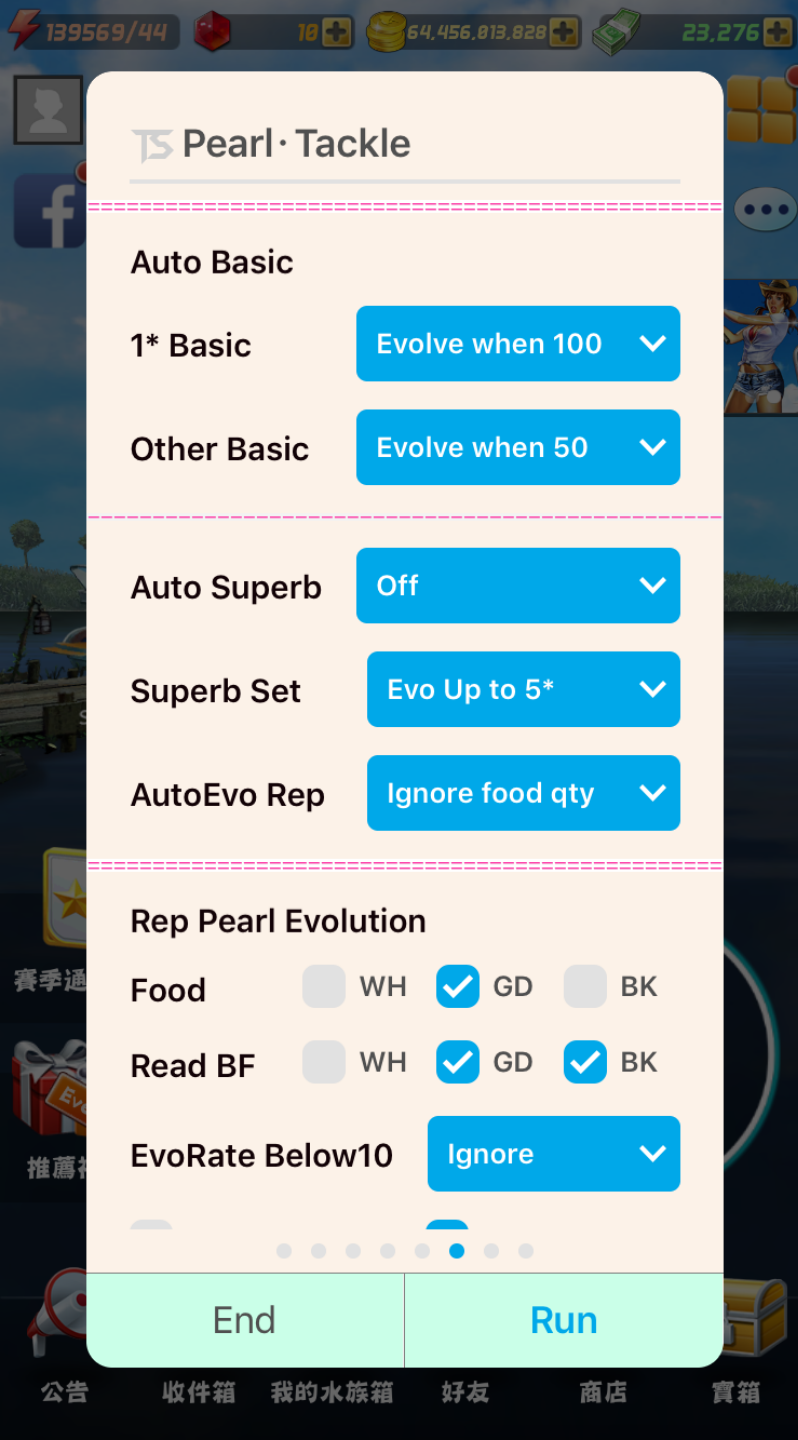 139569/44
10
64,456,013,828
23,276
TS Pearl · Tackle
Auto Basic
1* Basic
Evolve when 100
Other Basic
Evolve when 50
Auto Superb
Off
Superb Set
Evo Up to 5*
AutoEvo Rep
Ignore food qty
Rep Pearl Evolution
Food
WH
GD
BK
賽季通
Read BF
WH
GD
BK
EvoRate Below10
Ignore
推薦
End
Run
公告
收件箱
我的水族箱
好友
商店
寶箱